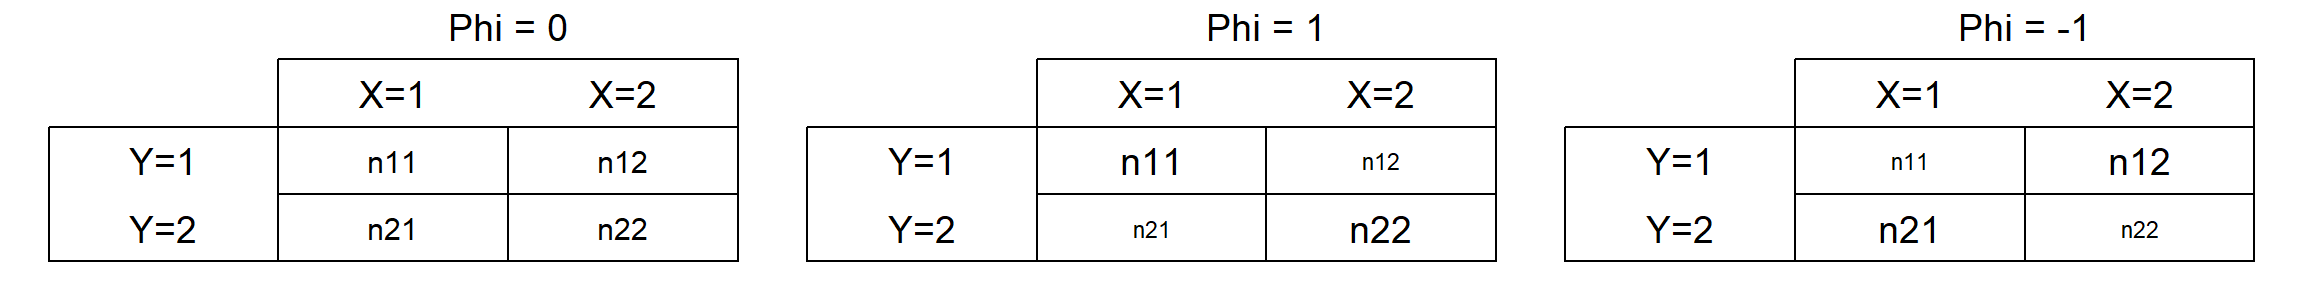 Phi = 0 Phi = 1 Phi = -1
X=1 X=2 X=1 X=2 X=1 X=2
Y=1 n11 n12 Y=1 n11 n12 Y=1 n11 n12
Y=2 n21 n22 Y=2 n21 n22 Y=2 n21 n22